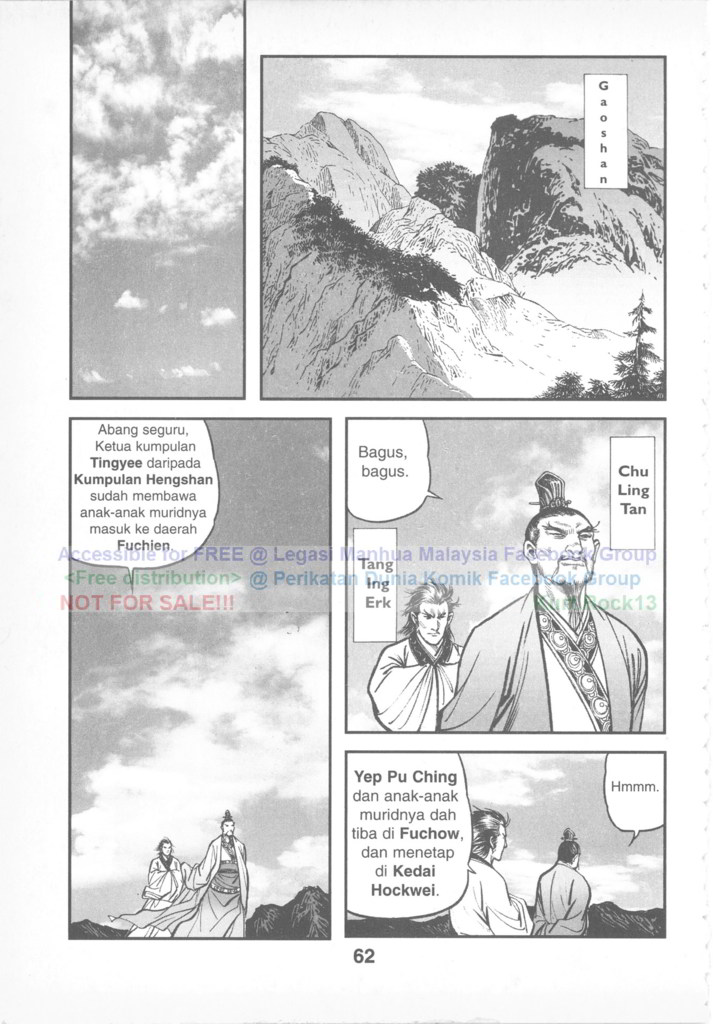 Gaoshan
Abang seguru,
Ketua kumpulan
Tingyee daripada
Kumpulan Hengshan
sudah membawa
anak-anak muridnya
masuk ke daerah
Fuchien.
Bagus,
bagus.
Chu
Ling
Tan
Tang
Ing
Erk
Accessible for FREE @ Legasi Manhua Malaysia Facebook Group
<Free distribution> @ Perikatan Dunia Komik Facebook Group
NOT FOR SALE!!!
Yep Pu Ching
dan anak-anak
muridnya dah
tiba di Fuchow,
dan menetap
di Kedai
Hockwei.
Hmmm.
62